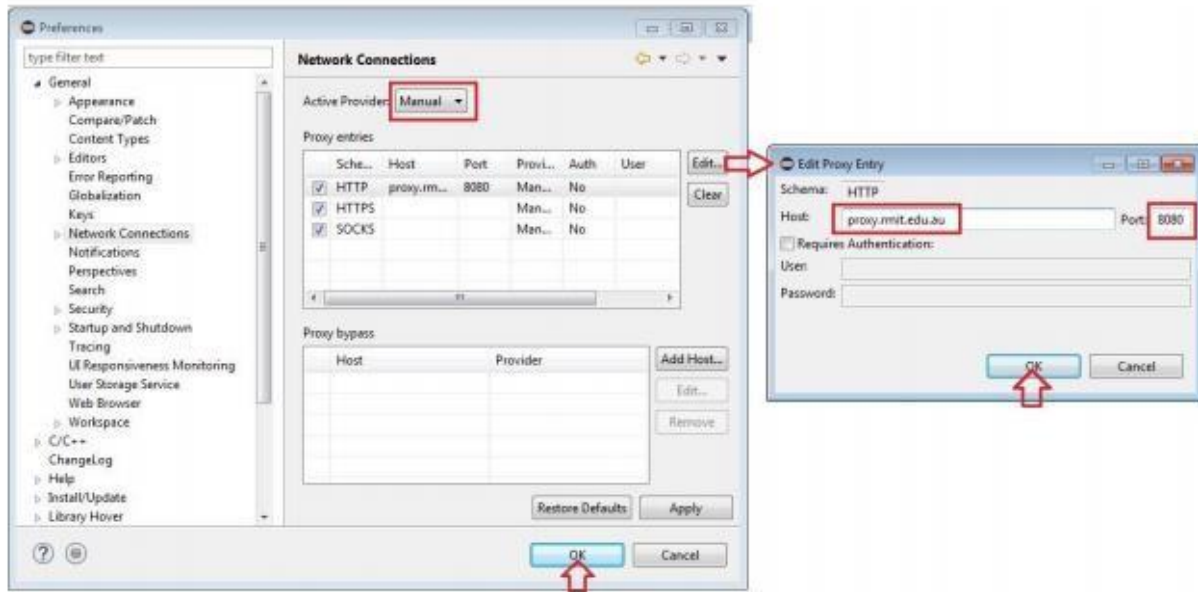 Preferences
type filter text
General
Appearance
Compare/Patch
Content Types
Editors
Error Reporting
Globalization
Keys
Network Connections
Notifications
Perspectives
Search
Security
Startup and Shutdown
Tracing
UI Responsiveness Monitoring
User Storage Service
Web Browser
Workspace
C/C++
ChangeLog
Help
Install/Update
Library Hover
Network Connections
Active Provider: Manual
Proxy entries
Sche... Host Port Provi... Auth User
HTTP proxy.rm... 8080 Man... No
HTTPS Man... No
SOCKS Man... No
Edit...
Clear
Proxy bypass
Host Provider
Add Host...
Edit...
Remove
Restore Defaults Apply
OK Cancel
Edit Proxy Entry
Schema: HTTP
Host: proxy.rmit.edu.au Port: 8080
Requires Authentication:
User:
Password:
OK Cancel